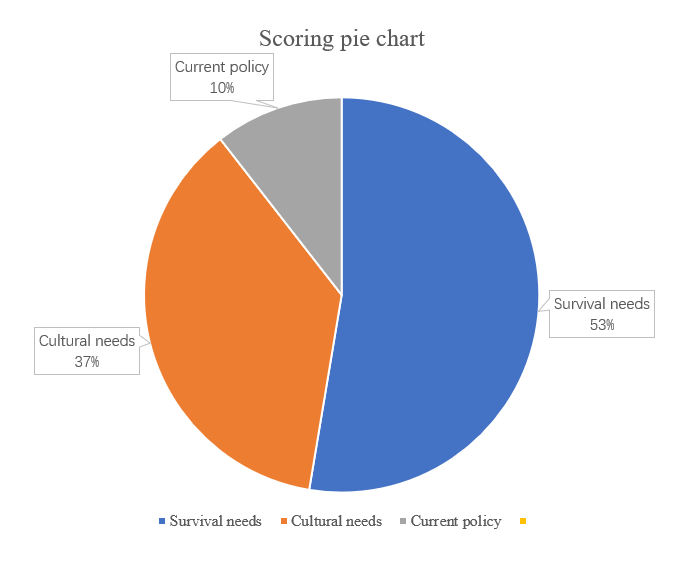 Scoring pie chart
Current policy
10%
Survival needs
53%
Cultural needs
37%
Survival needs Cultural needs Current policy